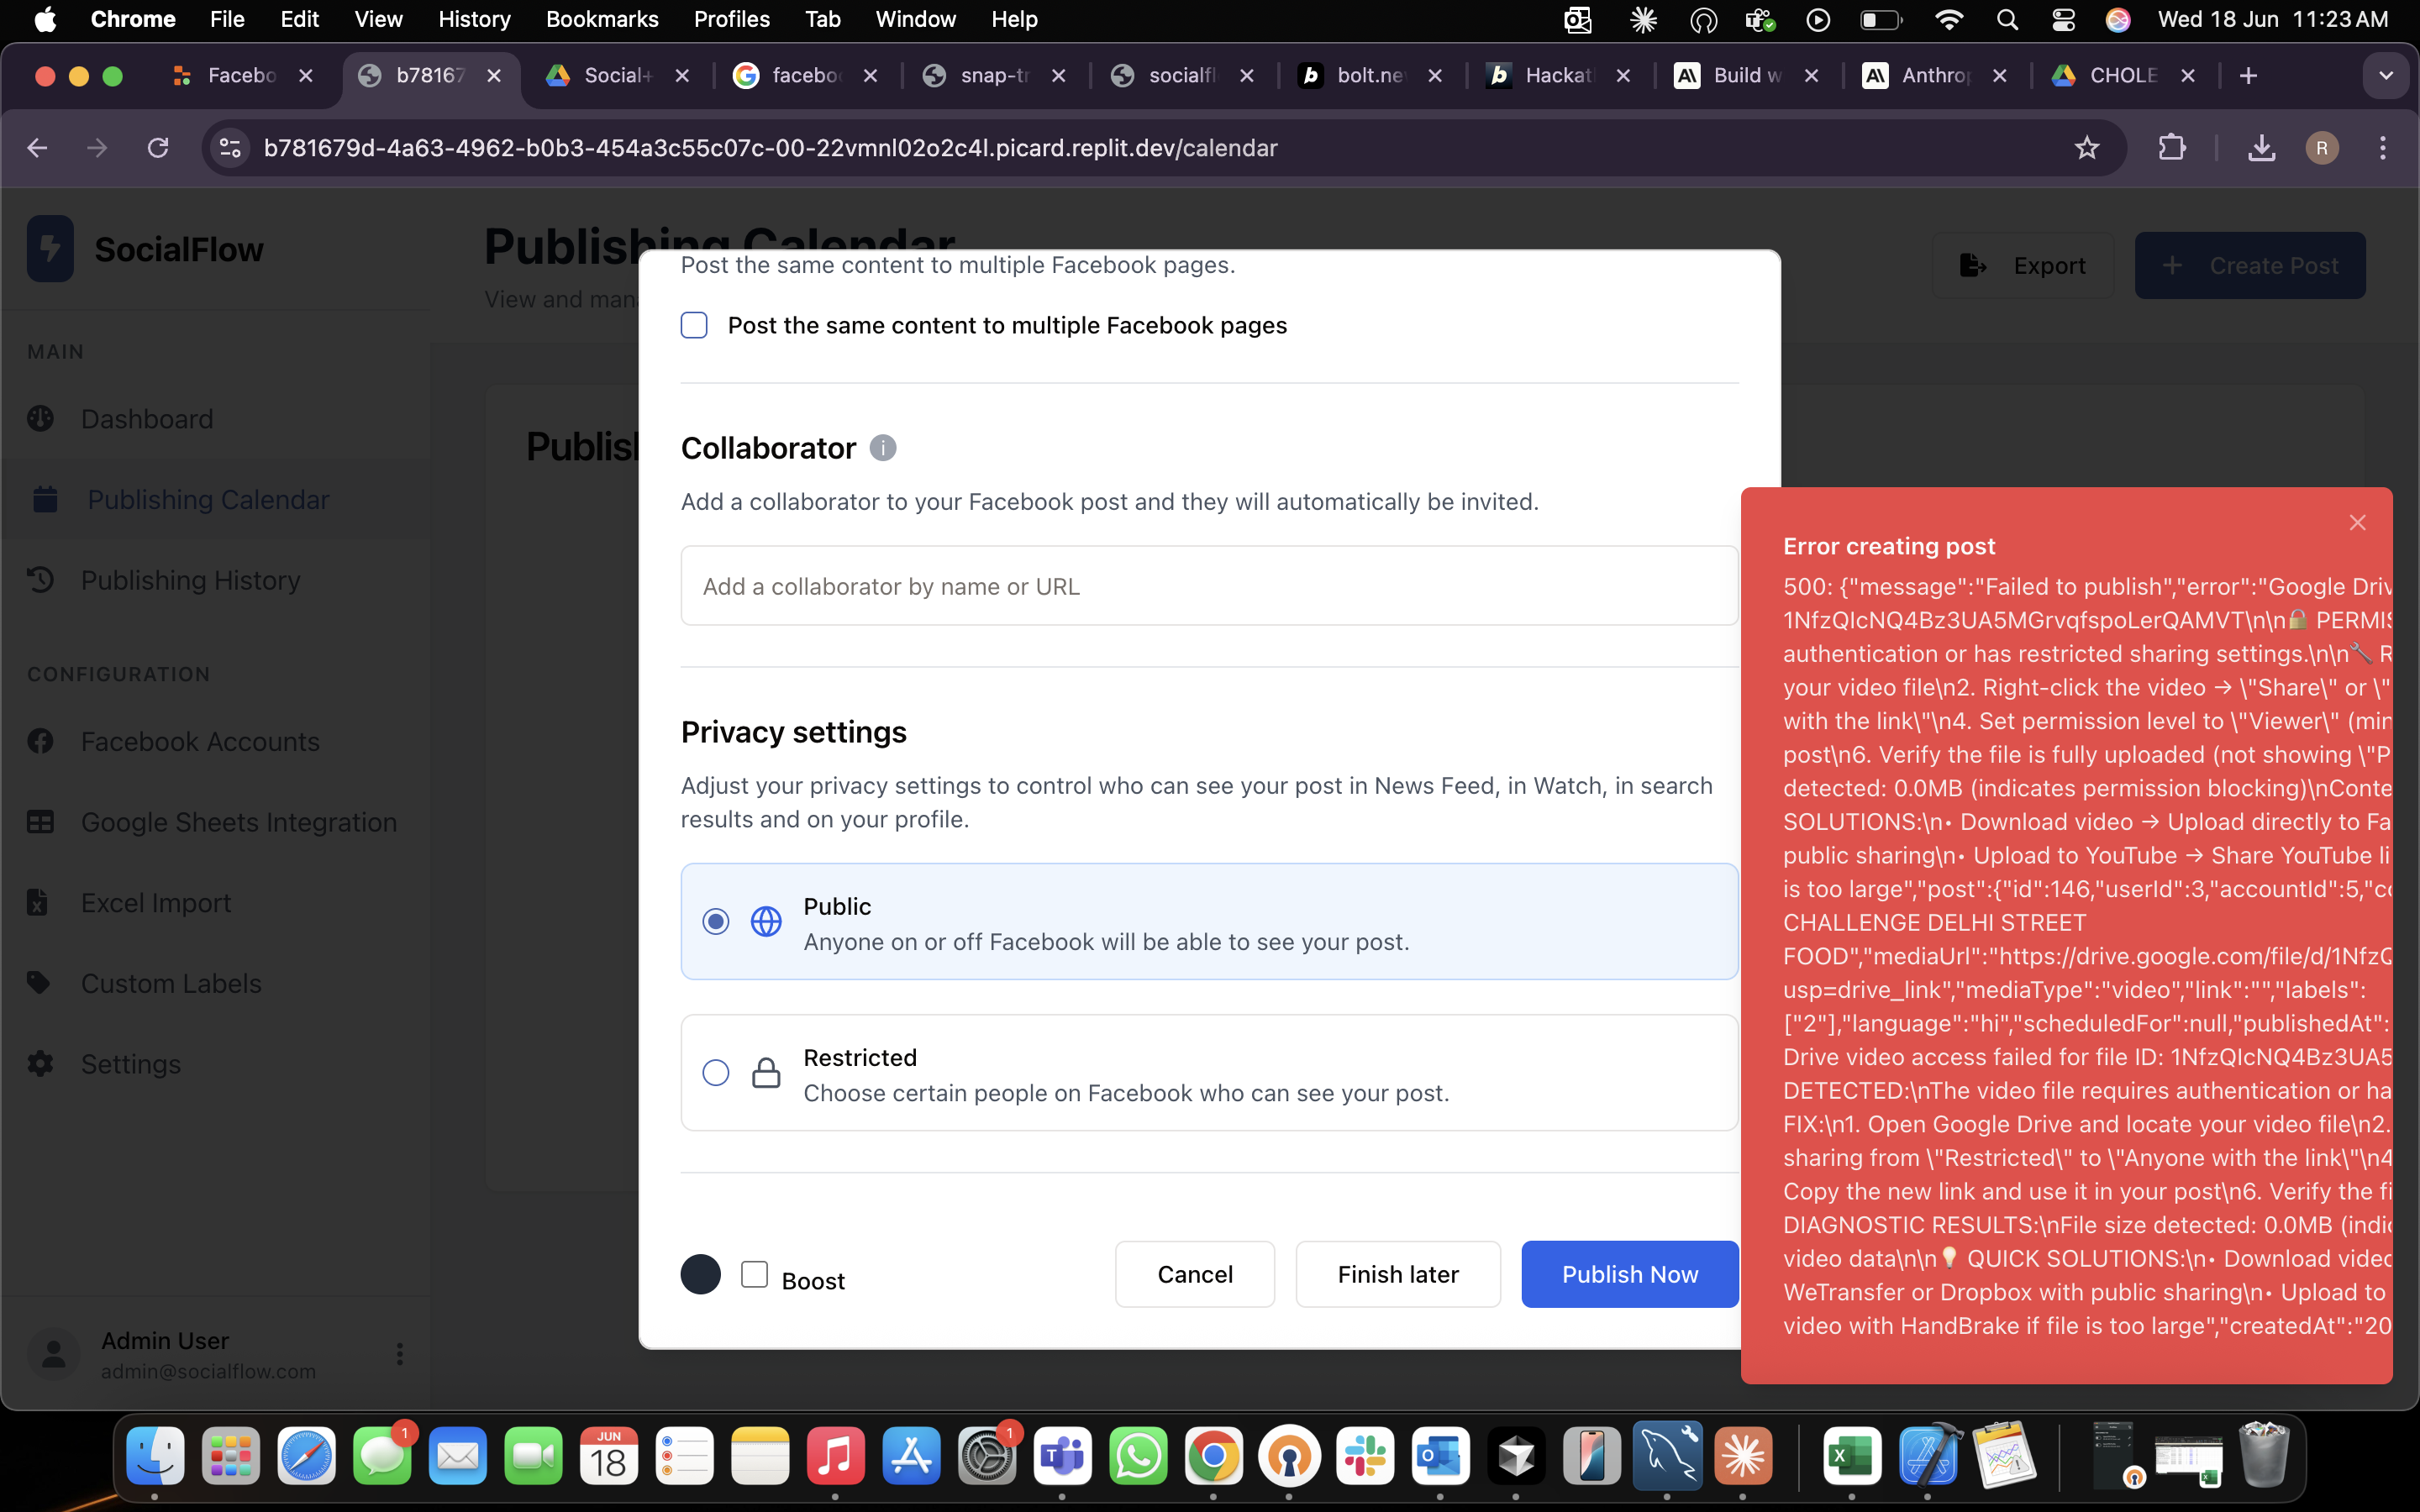 Chrome File Edit View History Bookmarks Profiles Tab Window Help Wed 18 Jun 11:23 AM
Facebo b78167 Social+ facebo snap-tr socialfl bolt.ne Hackat Build w Anthrop CHOLE
b781679d-4a63-4962-b0b3-454a3c55c07c-00-22vmnl02o2c4l.picard.replit.dev/calendar R
SocialFlow
MAIN
Dashboard
Publishing Calendar
Publishing History
CONFIGURATION
Facebook Accounts
Google Sheets Integration
Excel Import
Custom Labels
Settings
Admin User
admin@socialflow.com
Publishing Calendar
View and mana
Export
Create Post
Publish
Post the same content to multiple Facebook pages.
Post the same content to multiple Facebook pages
Collaborator
Add a collaborator to your Facebook post and they will automatically be invited.
Add a collaborator by name or URL
Privacy settings
Adjust your privacy settings to control who can see your post in News Feed, in Watch, in search
results and on your profile.
Public
Anyone on or off Facebook will be able to see your post.
Restricted
Choose certain people on Facebook who can see your post.
Boost
Cancel
Finish later
Publish Now
Error creating post
500: {"message":"Failed to publish","error":"Google Driv
1NfzQIcNQ4Bz3UA5MGrvqfspoLerQAMVT\n\n🔒 PERMIS
authentication or has restricted sharing settings.\n\n🔧 R
your video file\n2. Right-click the video → \"Share\" or \"
with the link\"\n4. Set permission level to \"Viewer\" (min
post\n6. Verify the file is fully uploaded (not showing \"P
detected: 0.0MB (indicates permission blocking)\nConte
SOLUTIONS:\n• Download video → Upload directly to Fa
public sharing\n• Upload to YouTube → Share YouTube li
is too large","post":{"id":146,"userId":3,"accountId":5,"co
CHALLENGE DELHI STREET
FOOD","mediaUrl":"https://drive.google.com/file/d/1NfzQ
usp=drive_link","mediaType":"video","link":"","labels":
["2"],"language":"hi","scheduledFor":null,"publishedAt":
Drive video access failed for file ID: 1NfzQIcNQ4Bz3UA5
DETECTED:\nThe video file requires authentication or ha
FIX:\n1. Open Google Drive and locate your video file\n2.
sharing from \"Restricted\" to \"Anyone with the link\"\n4
Copy the new link and use it in your post\n6. Verify the fi
DIAGNOSTIC RESULTS:\nFile size detected: 0.0MB (indic
video data\n\n💡 QUICK SOLUTIONS:\n• Download video
WeTransfer or Dropbox with public sharing\n• Upload to
video with HandBrake if file is too large","createdAt":"20
1
JUN
18
1